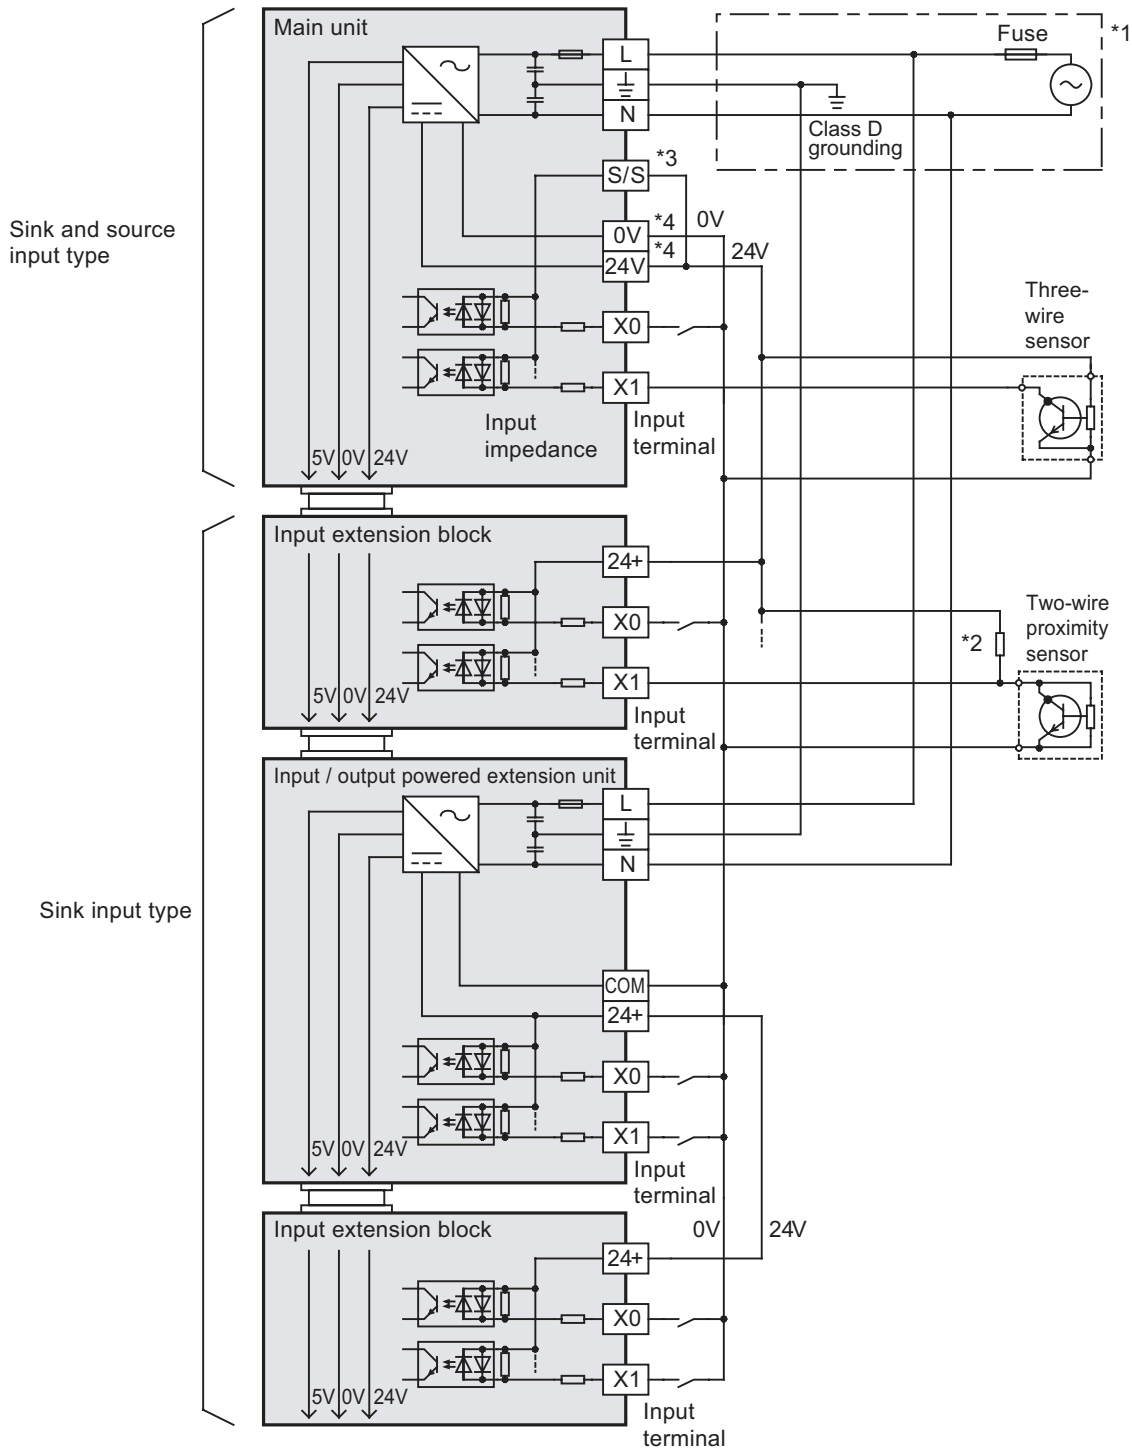 Main unit
Fuse
*1
L
N
Class D
grounding
*3
S/S
Sink and source
input type
*4
0V
0V
*4
24V
24V
Three-
wire
sensor
X0
X1
Input
impedance
Input
terminal
5V 0V 24V
Input extension block
24+
X0
Two-wire
proximity
sensor
*2
X1
5V 0V 24V
Input
terminal
Input / output powered extension unit
L
N
Sink input type
COM
24+
X0
X1
5V 0V 24V
Input
terminal
Input extension block
0V
24V
24+
X0
X1
5V 0V 24V
Input
terminal